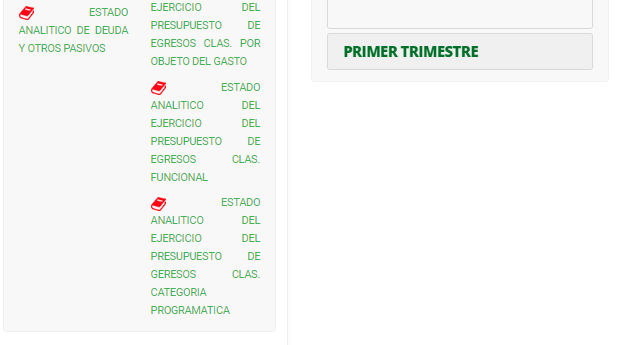 ESTADO
ANALITICO DE DEUDA
Y OTROS PASIVOS
EJERCICIO DEL
PRESUPUESTO DE
EGRESOS CLAS. POR
OBJETO DEL GASTO
ESTADO
ANALITICO DEL
EJERCICIO DEL
PRESUPUESTO DE
EGRESOS CLAS.
FUNCIONAL
ESTADO
ANALITICO DEL
EJERCICIO DEL
PRESUPUESTO DE
GERESOS CLAS.
CATEGORIA
PROGRAMATICA
PRIMER TRIMESTRE